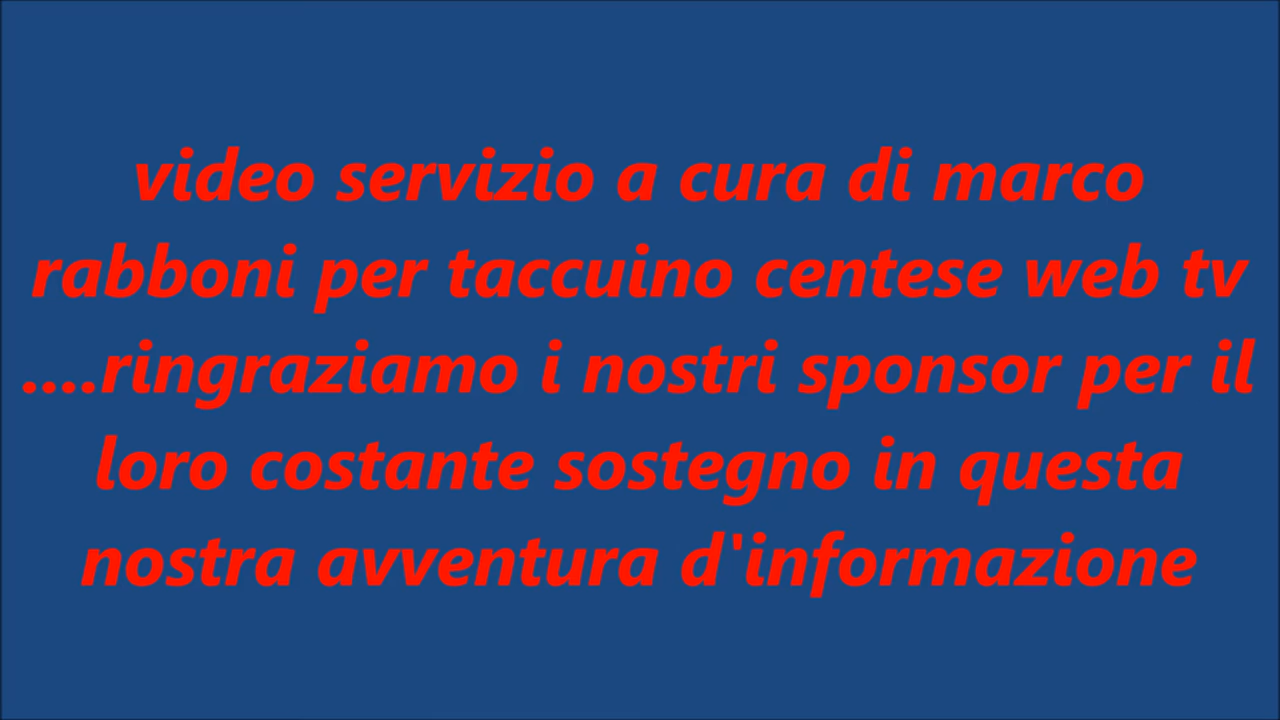 video servizio a cura di marco
rabboni per taccuino centese web tv
....ringraziamo i nostri sponsor per il
loro costante sostegno in questa
nostra avventura d'informazione